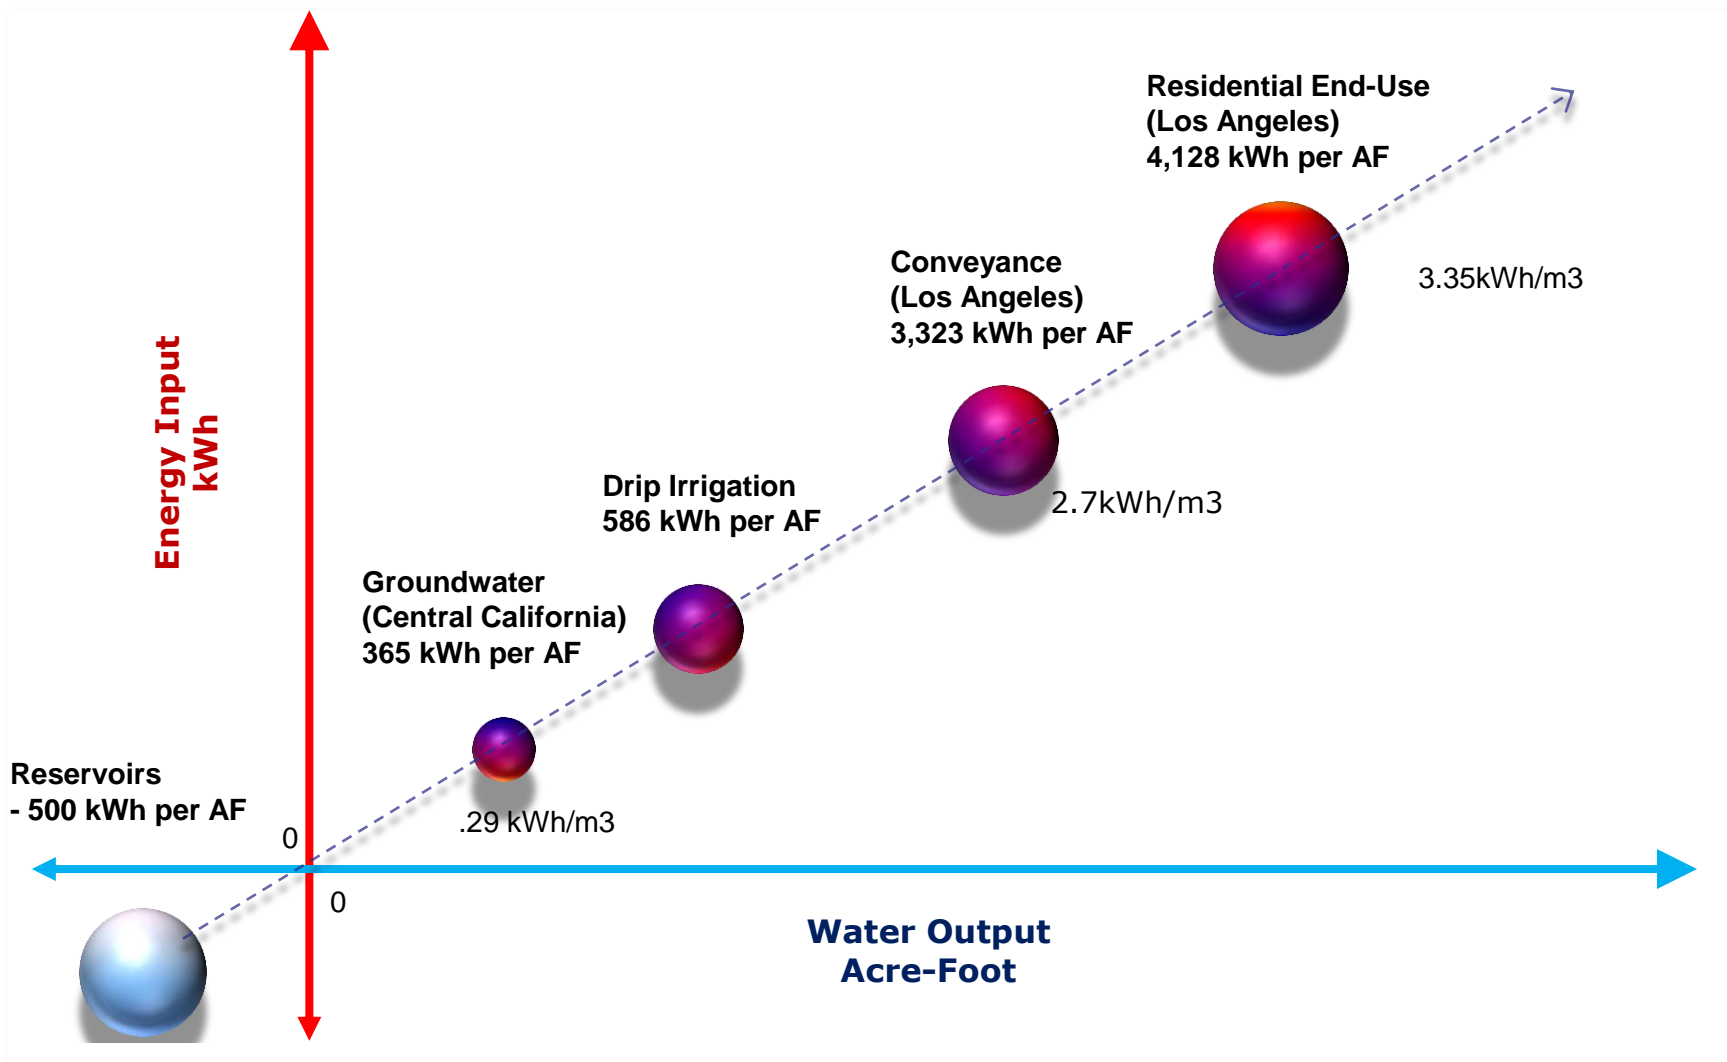 Residential End-Use
(Los Angeles)
4,128 kWh per AF
3.35kWh/m3
Conveyance
(Los Angeles)
3,323 kWh per AF
2.7kWh/m3
Energy Input
kWh
Drip Irrigation
586 kWh per AF
Groundwater
(Central California)
365 kWh per AF
.29 kWh/m3
Reservoirs
- 500 kWh per AF
0
0
Water Output
Acre-Foot